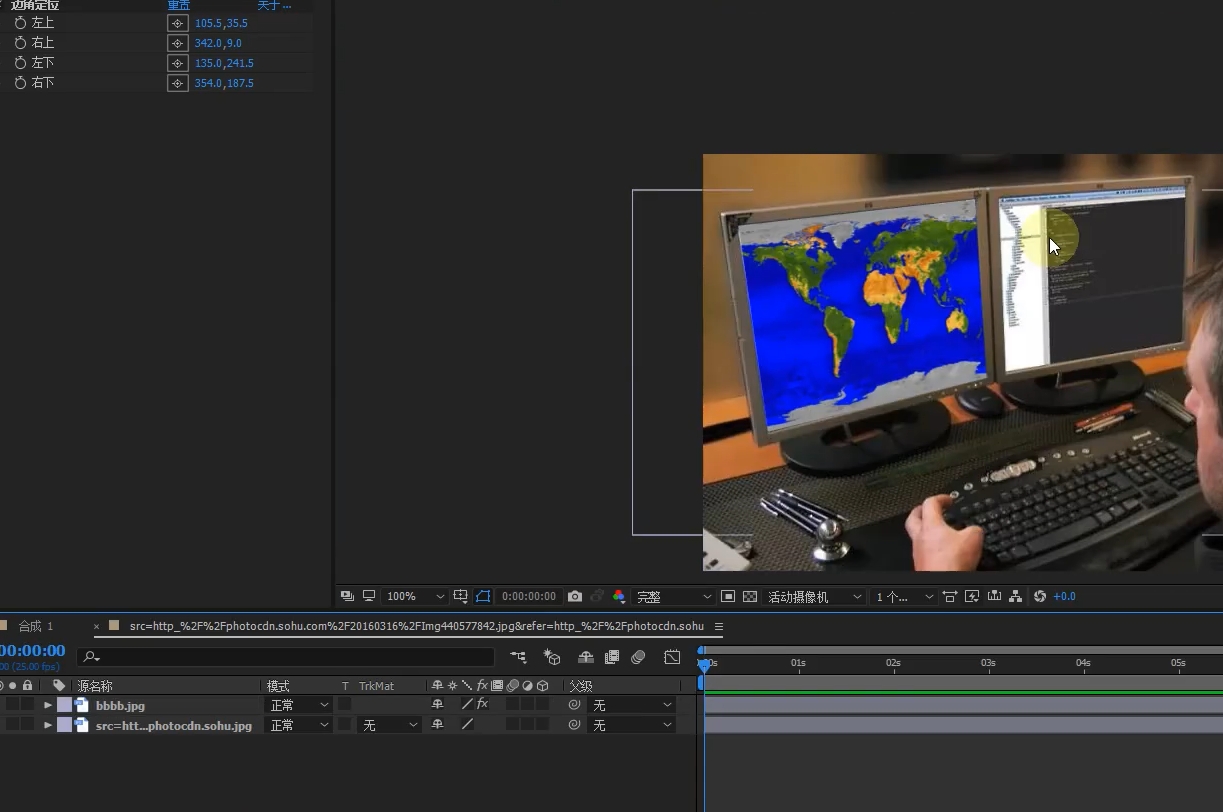 边角定位 重置 关于...
左上 105.5,35.5
右上 342.0,9.0
左下 135.0,241.5
右下 354.0,187.5
100% 0:00:00:00 完整 活动摄像机 1 个... +0.0
合成 1 × src=http_%2F%2Fphotocdn.sohu.com%2F20160316%2FImg440577842.jpg&refer=http_%2F%2Fphotocdn.sohu
00:00:00
00 (25.00 fps)
00s 01s 02s 03s 04s 05s
源名称 模式 T TrkMat fx 父级
bbbb.jpg 正常 fx 无
src=htt...photocdn.sohu.jpg 正常 无 无